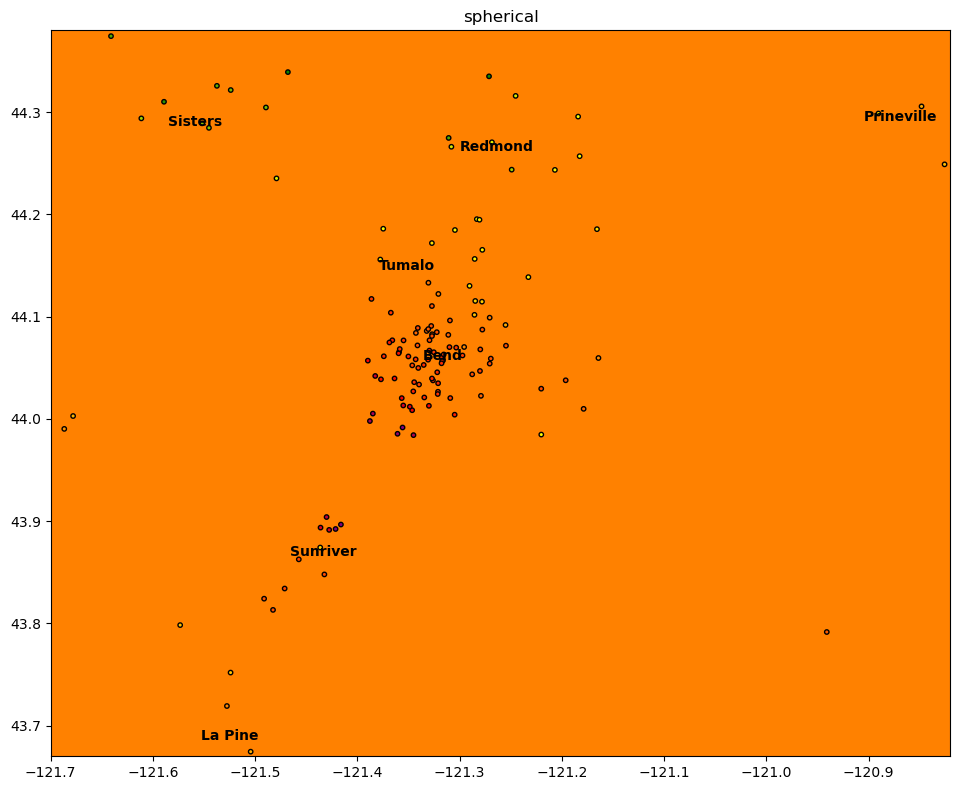 spherical
44.3
Sisters
Prineville
Redmond
44.2
Tumalo
44.1
Bend
44.0
43.9
Sunriver
43.8
43.7
La Pine
−121.7 −121.6 −121.5 −121.4 −121.3 −121.2 −121.1 −121.0 −120.9